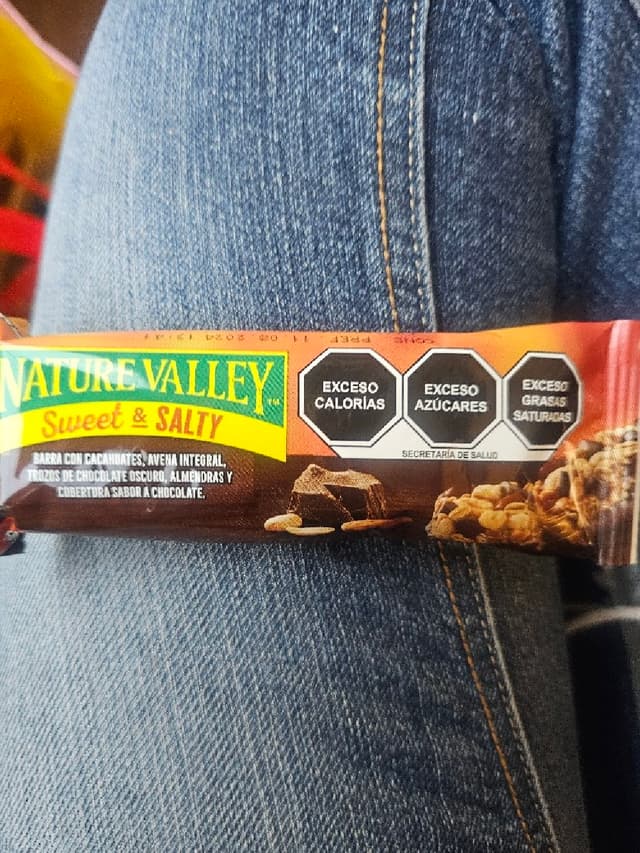 NATURE VALLEY™
Sweet & SALTY
BARRA CON CACAHUATES, AVENA INTEGRAL,
TROZOS DE CHOCOLATE OSCURO, ALMENDRAS Y
COBERTURA SABOR A CHOCOLATE.
EXCESO
CALORÍAS
EXCESO
AZÚCARES
EXCESO
GRASAS
SATURADAS
SECRETARÍA DE SALUD